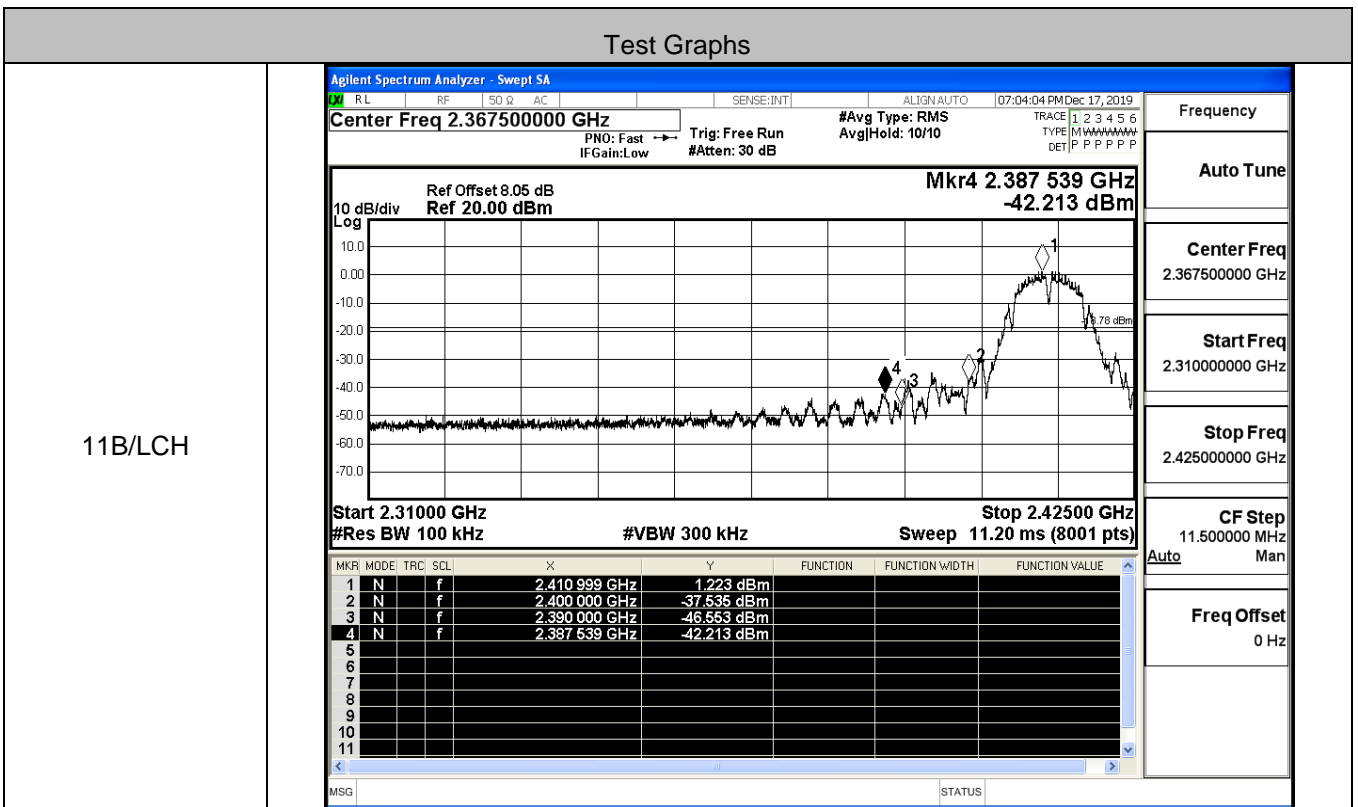 Test Graphs
11B/LCH
Agilent Spectrum Analyzer - Swept SA
LXI RL RF 50 Ω AC SENSE:INT ALIGN AUTO 07:04:04 PM Dec 17, 2019
Center Freq 2.367500000 GHz
PNO: Fast
IFGain:Low
Trig: Free Run
#Atten: 30 dB
#Avg Type: RMS
Avg|Hold: 10/10
TRACE 1 2 3 4 5 6
TYPE M WWWWW
DET P P P P P P
Ref Offset 8.05 dB
10 dB/div Ref 20.00 dBm
Log
Mkr4 2.387 539 GHz
-42.213 dBm
10.0
0.00
-10.0
-20.0
-30.0
-40.0
-50.0
-60.0
-70.0
1
2
3
4
Start 2.31000 GHz Stop 2.42500 GHz
#Res BW 100 kHz #VBW 300 kHz Sweep 11.20 ms (8001 pts)
MKR MODE TRC SCL X Y FUNCTION FUNCTION WIDTH FUNCTION VALUE
1 N f 2.410 999 GHz 1.223 dBm
2 N f 2.400 000 GHz -37.535 dBm
3 N f 2.390 000 GHz -46.553 dBm
4 N f 2.387 539 GHz -42.213 dBm
5
6
7
8
9
10
11
MSG STATUS
Frequency
Auto Tune
Center Freq
2.367500000 GHz
Start Freq
2.310000000 GHz
Stop Freq
2.425000000 GHz
CF Step
11.500000 MHz
Auto Man
Freq Offset
0 Hz